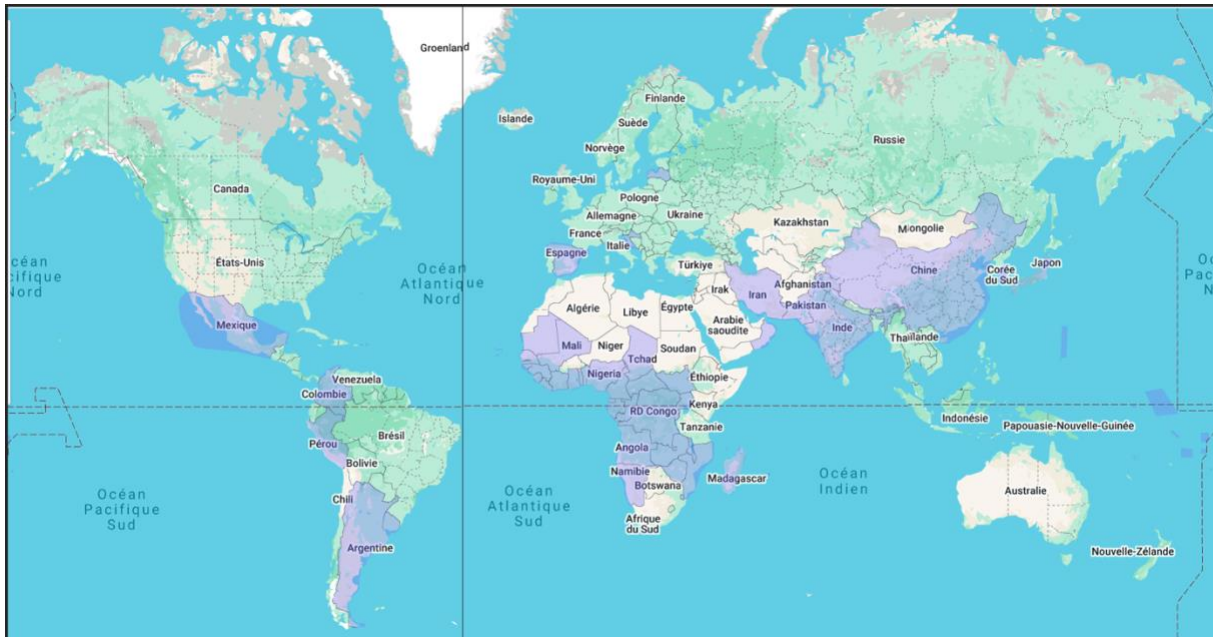 Groenland
Islande
Finlande
Suède
Norvège
Russie
Canada
Royaume-Uni
Pologne
Allemagne
Ukraine
France
Italie
Kazakhstan
Mongolie
Espagne
Türkiye
États-Unis
Océan
Atlantique
Nord
céan
cifique
Nord
Chine
Corée
du Sud
Japon
Afghanistan
Irak
Iran
Pakistan
Algérie
Libye
Égypte
Arabie
saoudite
Inde
Mexique
Mali
Niger
Tchad
Soudan
Thaïlande
Nigeria
Éthiopie
Venezuela
Colombie
RD Congo
Kenya
Tanzanie
Indonésie
Papouasie-Nouvelle-Guinée
Brésil
Pérou
Bolivie
Angola
Namibie
Botswana
Madagascar
Océan
Indien
Océan
Pacifique
Sud
Océan
Atlantique
Sud
Chili
Afrique
du Sud
Australie
Argentine
Nouvelle-Zélande